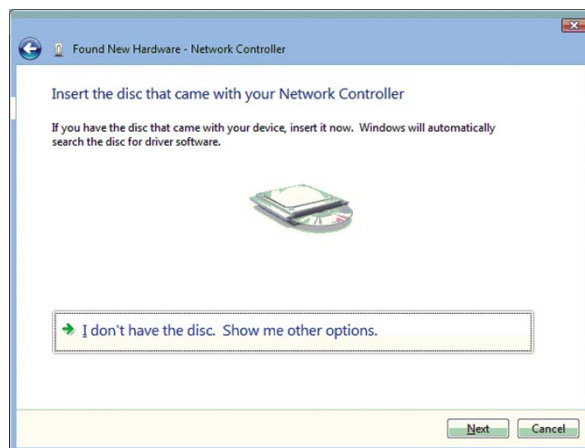 Found New Hardware - Network Controller
Insert the disc that came with your Network Controller
If you have the disc that came with your device, insert it now. Windows will automatically
search the disc for driver software.
I don't have the disc. Show me other options.
Next Cancel